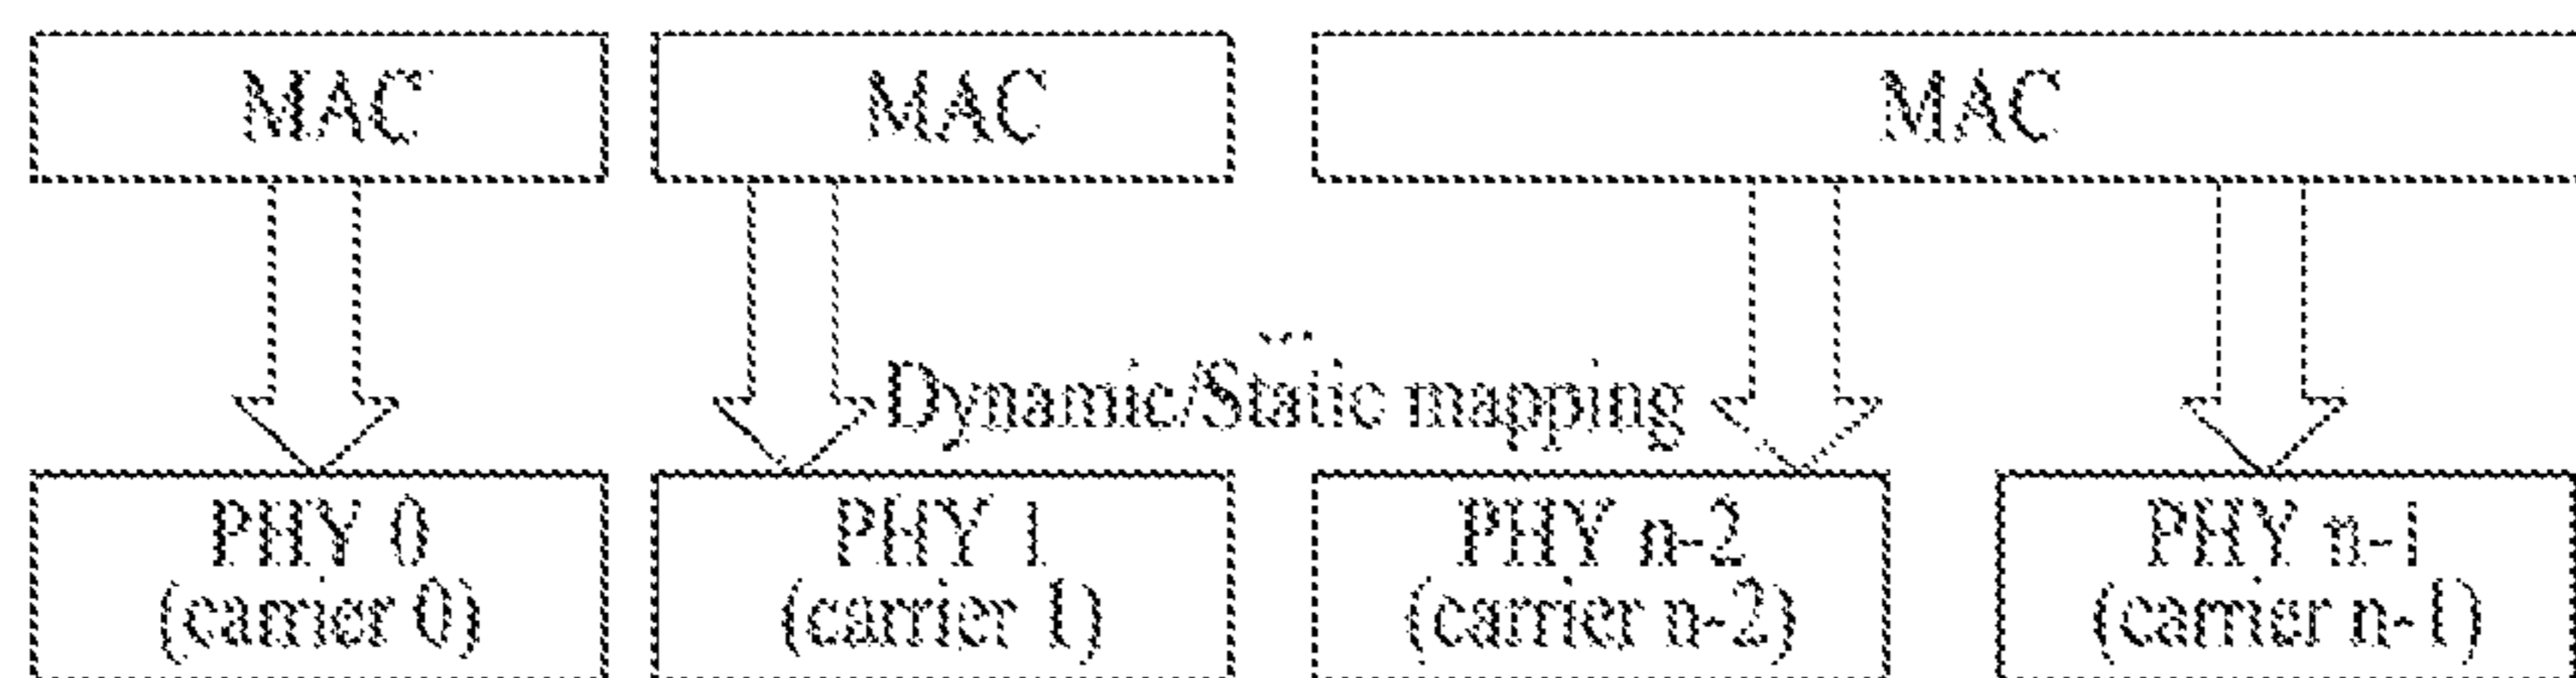 MAC MAC MAC
...
Dynamic/Static mapping
PHY 0 PHY 1 PHY n-2 PHY n-1
(carrier 0) (carrier 1) (carrier n-2) (carrier n-1)